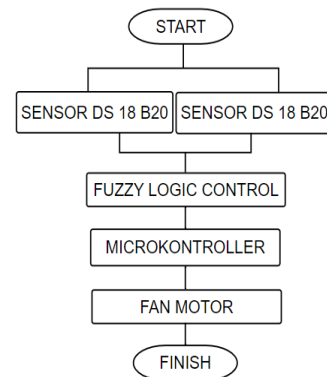 START
SENSOR DS 18 B20
SENSOR DS 18 B20
FUZZY LOGIC CONTROL
MICROKONTROLLER
FAN MOTOR
FINISH